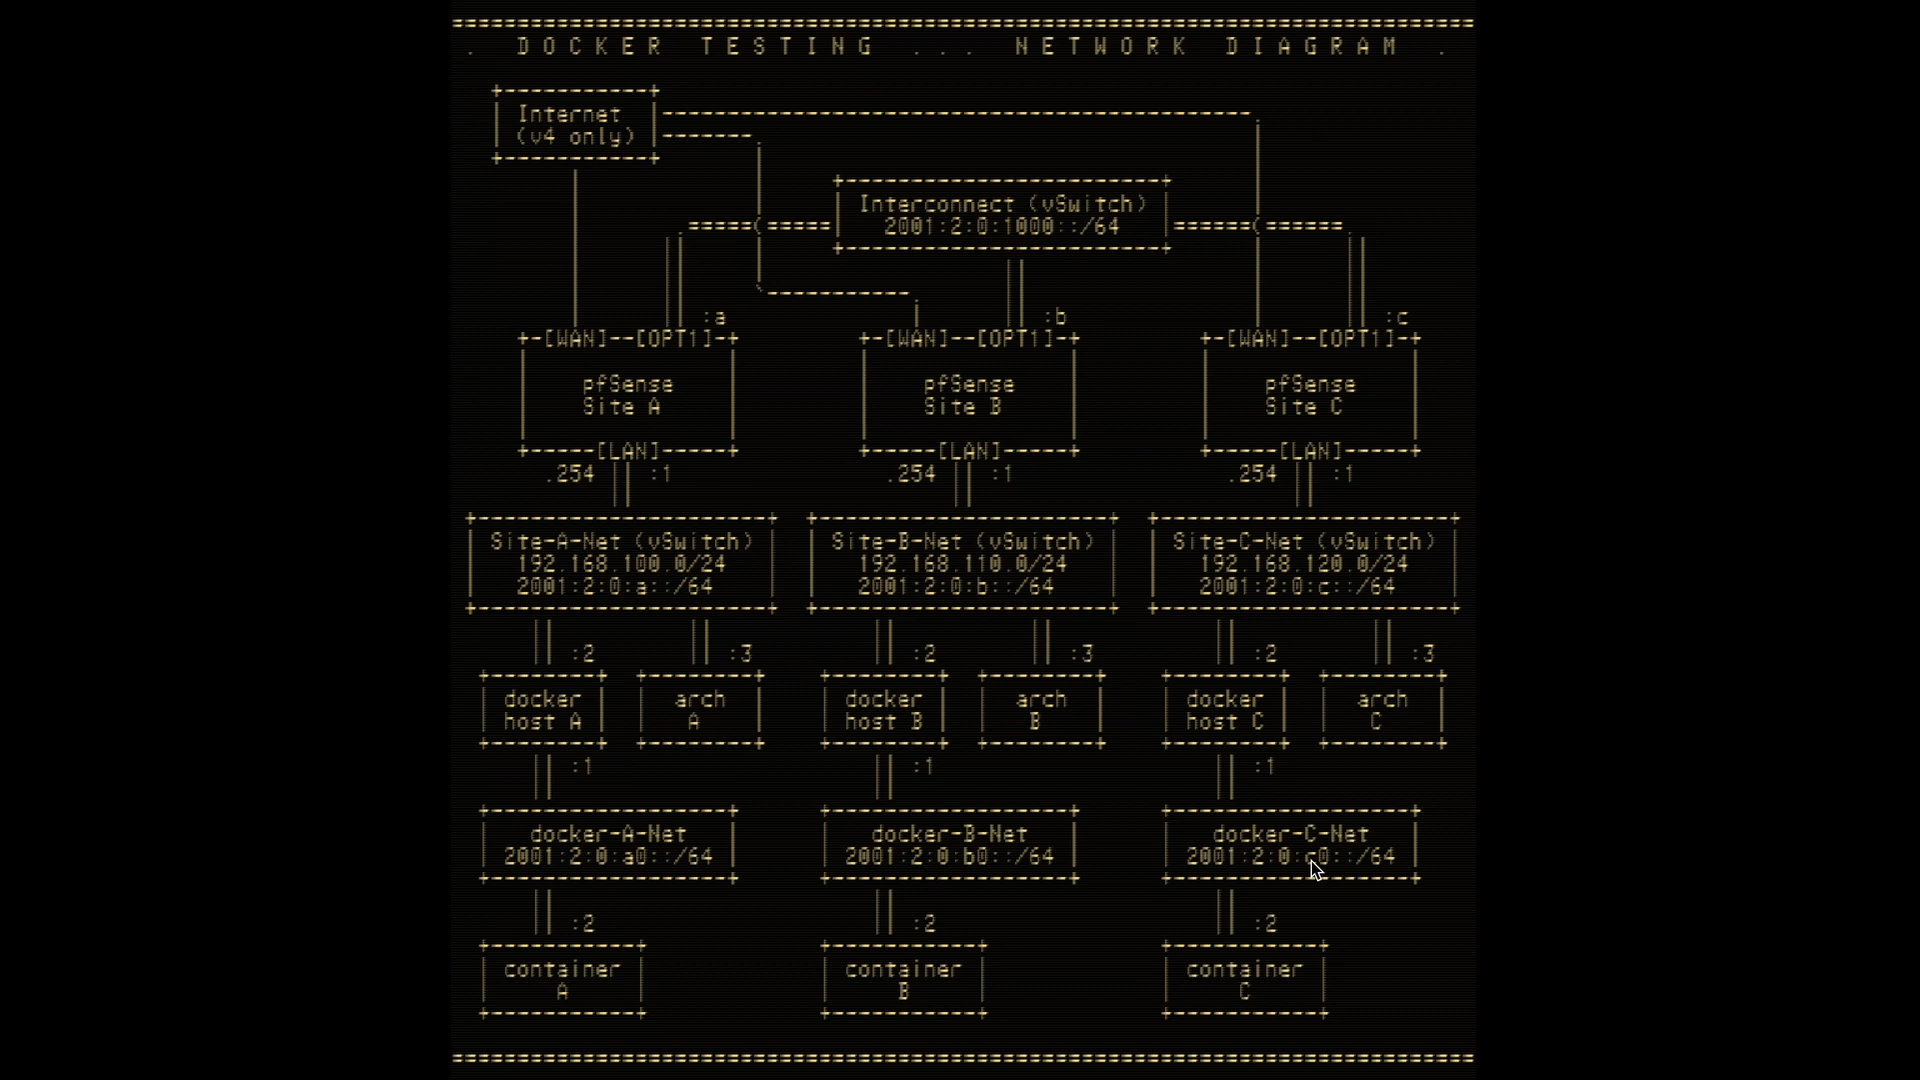 . DOCKER TESTING ... NETWORK DIAGRAM .
Internet
(v4 only)
Interconnect (vSwitch)
2001:2:0:1000::/64
:a :b :c
[WAN]--[OPT1] [WAN]--[OPT1] [WAN]--[OPT1]
pfSense pfSense pfSense
Site A Site B Site C
[LAN] [LAN] [LAN]
.254 :1 .254 :1 .254 :1
Site-A-Net (vSwitch) Site-B-Net (vSwitch) Site-C-Net (vSwitch)
192.168.100.0/24 192.168.110.0/24 192.168.120.0/24
2001:2:0:a::/64 2001:2:0:b::/64 2001:2:0:c::/64
:2 :3 :2 :3 :2 :3
docker arch docker arch docker arch
host A A host B B host C C
:1 :1 :1
docker-A-Net docker-B-Net docker-C-Net
2001:2:0:a0::/64 2001:2:0:b0::/64 2001:2:0:c0::/64
:2 :2 :2
container container container
A B C